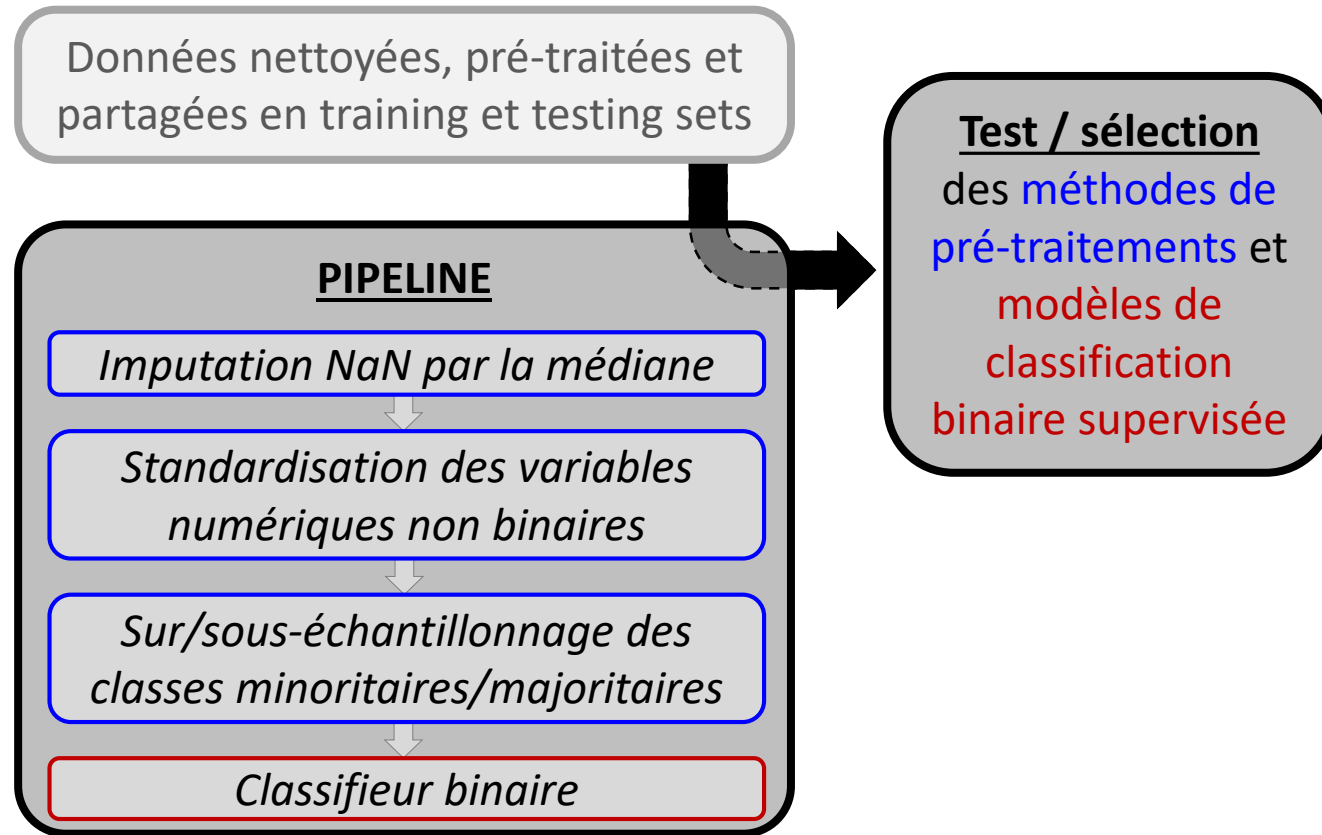 Données nettoyées, pré-traitées et
partagées en training et testing sets
PIPELINE
Imputation NaN par la médiane
Standardisation des variables
numériques non binaires
Sur/sous-échantillonnage des
classes minoritaires/majoritaires
Classifieur binaire
Test / sélection
des méthodes de
pré-traitements et
modèles de
classification
binaire supervisée